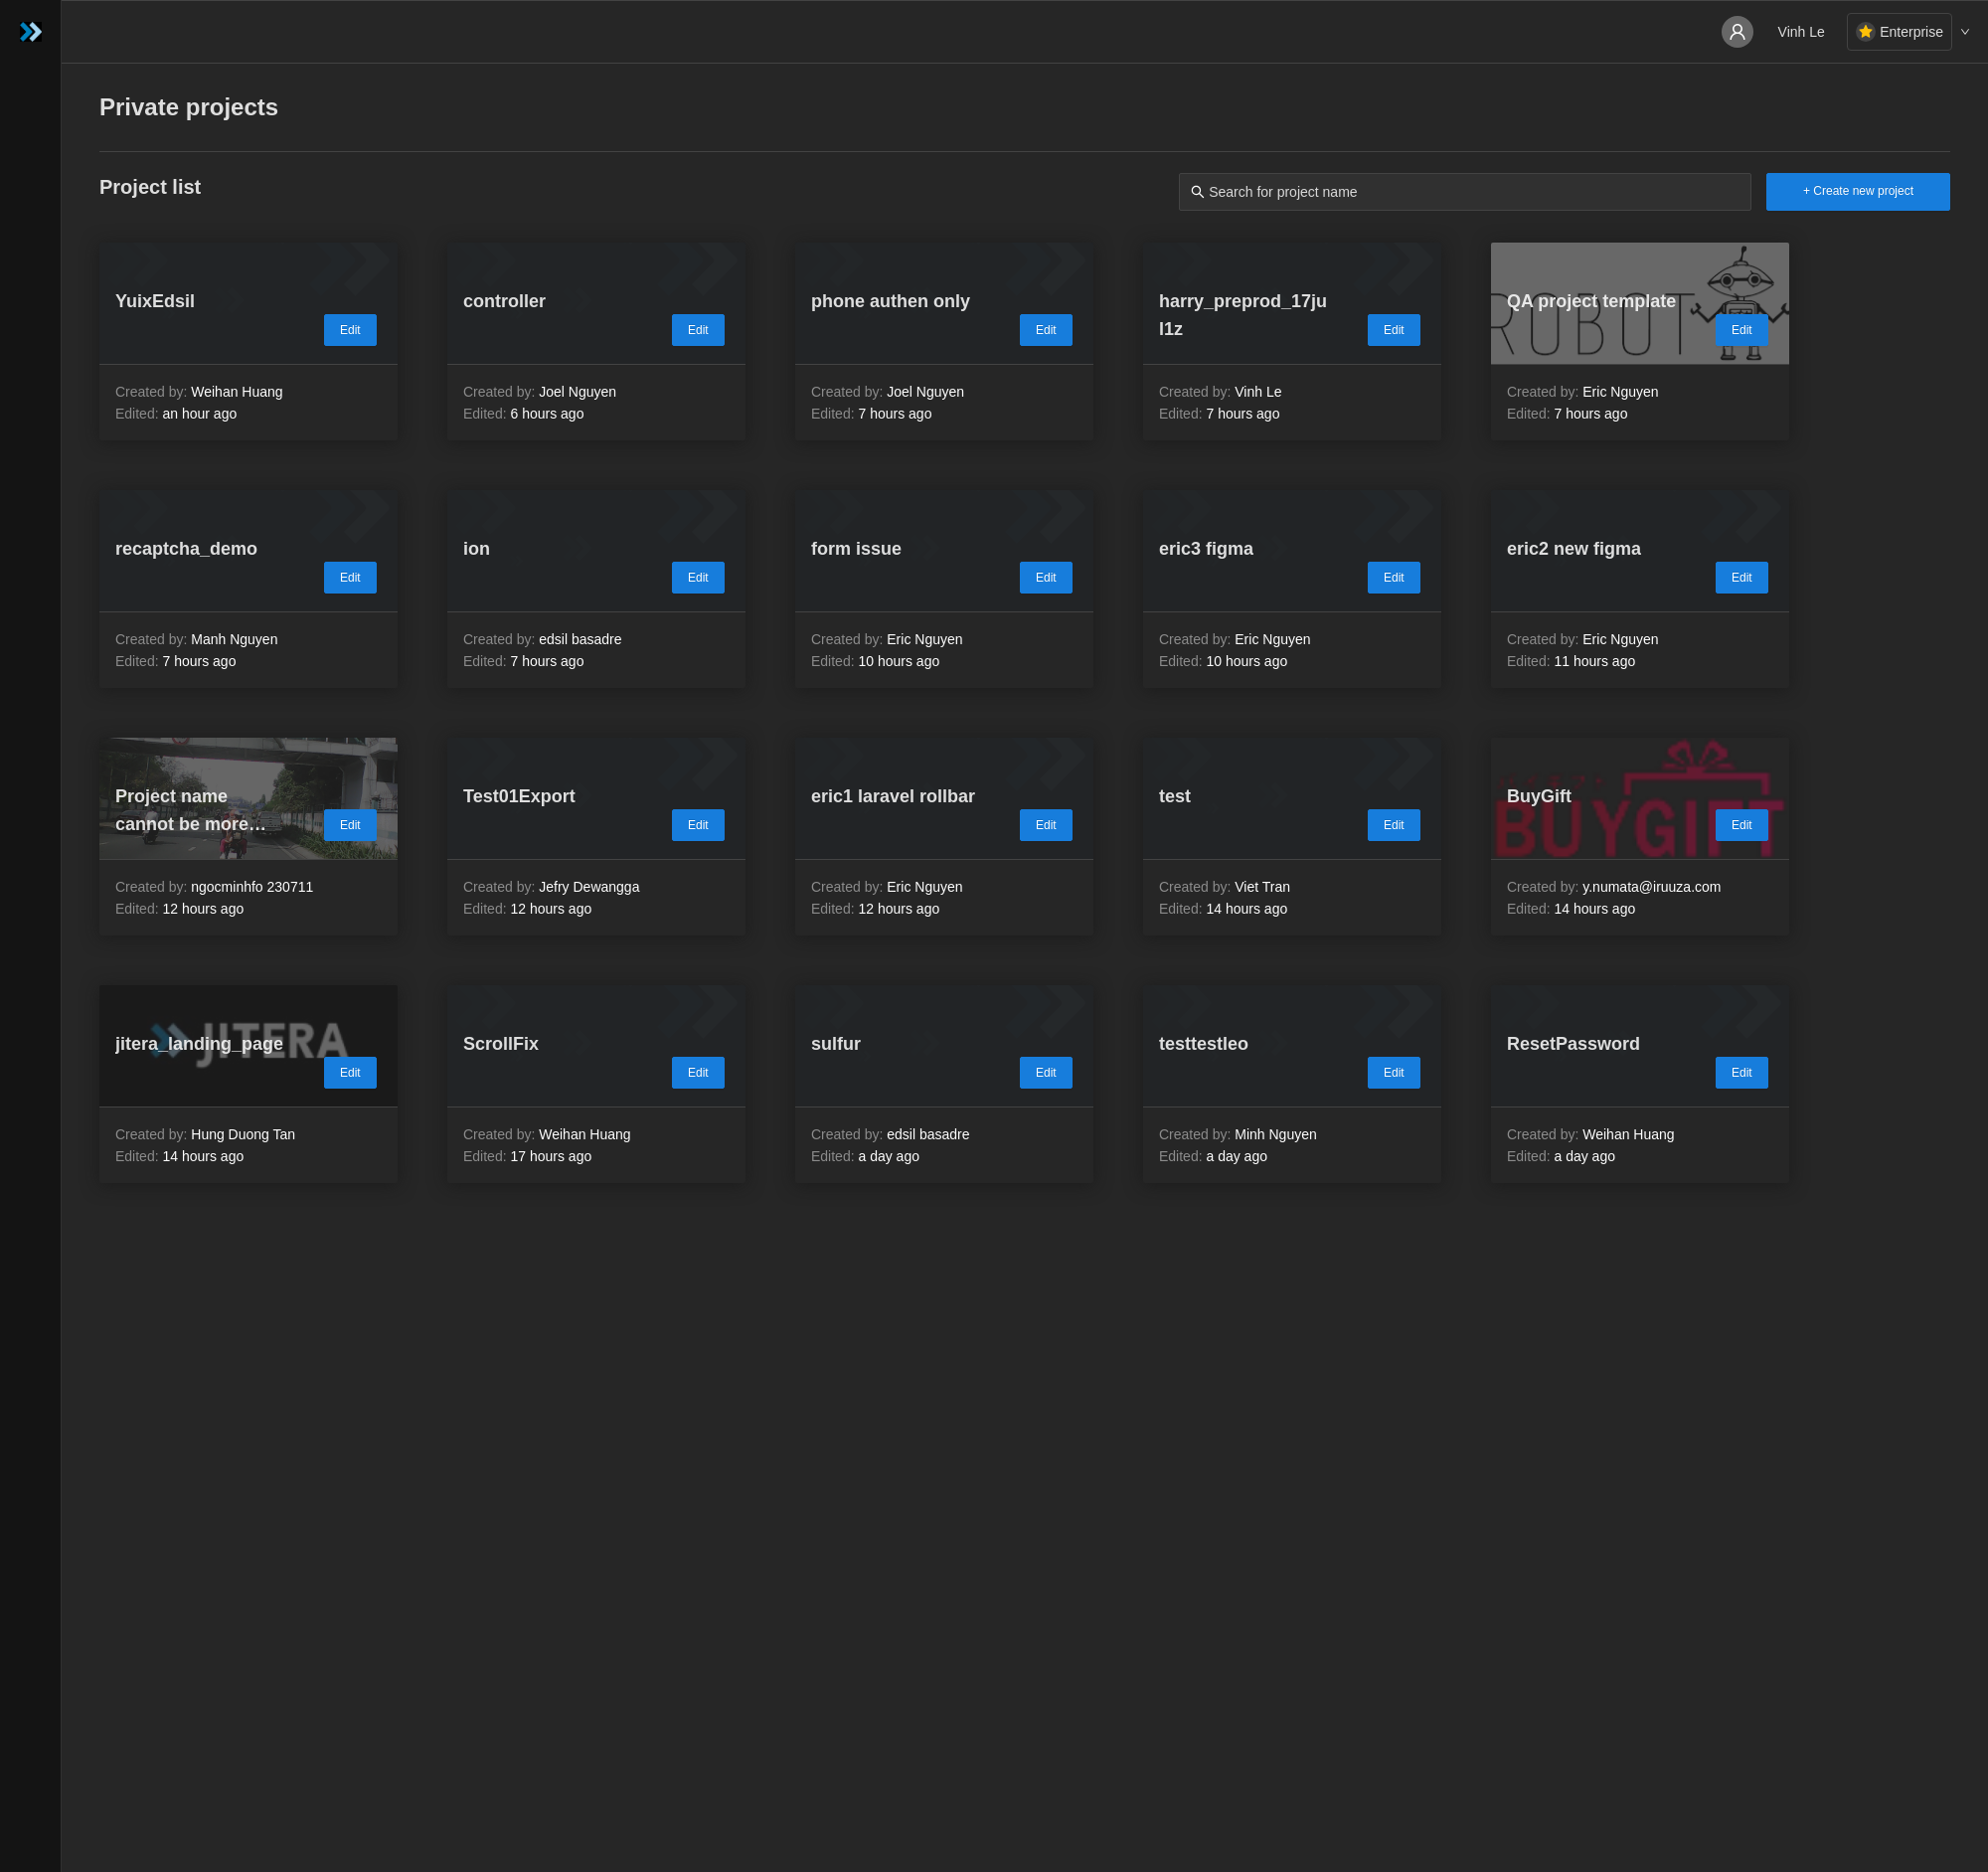 Vinh Le
Enterprise
Private projects
Project list
Search for project name
+ Create new project
YuixEdsil
Edit
Created by: Weihan Huang
Edited: an hour ago
controller
Edit
Created by: Joel Nguyen
Edited: 6 hours ago
phone authen only
Edit
Created by: Joel Nguyen
Edited: 7 hours ago
harry_preprod_17ju
l1z
Edit
Created by: Vinh Le
Edited: 7 hours ago
ROBOT
QA project template
Edit
Created by: Eric Nguyen
Edited: 7 hours ago
recaptcha_demo
Edit
Created by: Manh Nguyen
Edited: 7 hours ago
ion
Edit
Created by: edsil basadre
Edited: 7 hours ago
form issue
Edit
Created by: Eric Nguyen
Edited: 10 hours ago
eric3 figma
Edit
Created by: Eric Nguyen
Edited: 10 hours ago
eric2 new figma
Edit
Created by: Eric Nguyen
Edited: 11 hours ago
Project name
cannot be more…
Edit
Created by: ngocminhfo 230711
Edited: 12 hours ago
Test01Export
Edit
Created by: Jefry Dewangga
Edited: 12 hours ago
eric1 laravel rollbar
Edit
Created by: Eric Nguyen
Edited: 12 hours ago
test
Edit
Created by: Viet Tran
Edited: 14 hours ago
BuyGift
BUYGIFT
Edit
Created by: y.numata@iruuza.com
Edited: 14 hours ago
JITERA
jitera_landing_page
Edit
Created by: Hung Duong Tan
Edited: 14 hours ago
ScrollFix
Edit
Created by: Weihan Huang
Edited: 17 hours ago
sulfur
Edit
Created by: edsil basadre
Edited: a day ago
testtestleo
Edit
Created by: Minh Nguyen
Edited: a day ago
ResetPassword
Edit
Created by: Weihan Huang
Edited: a day ago